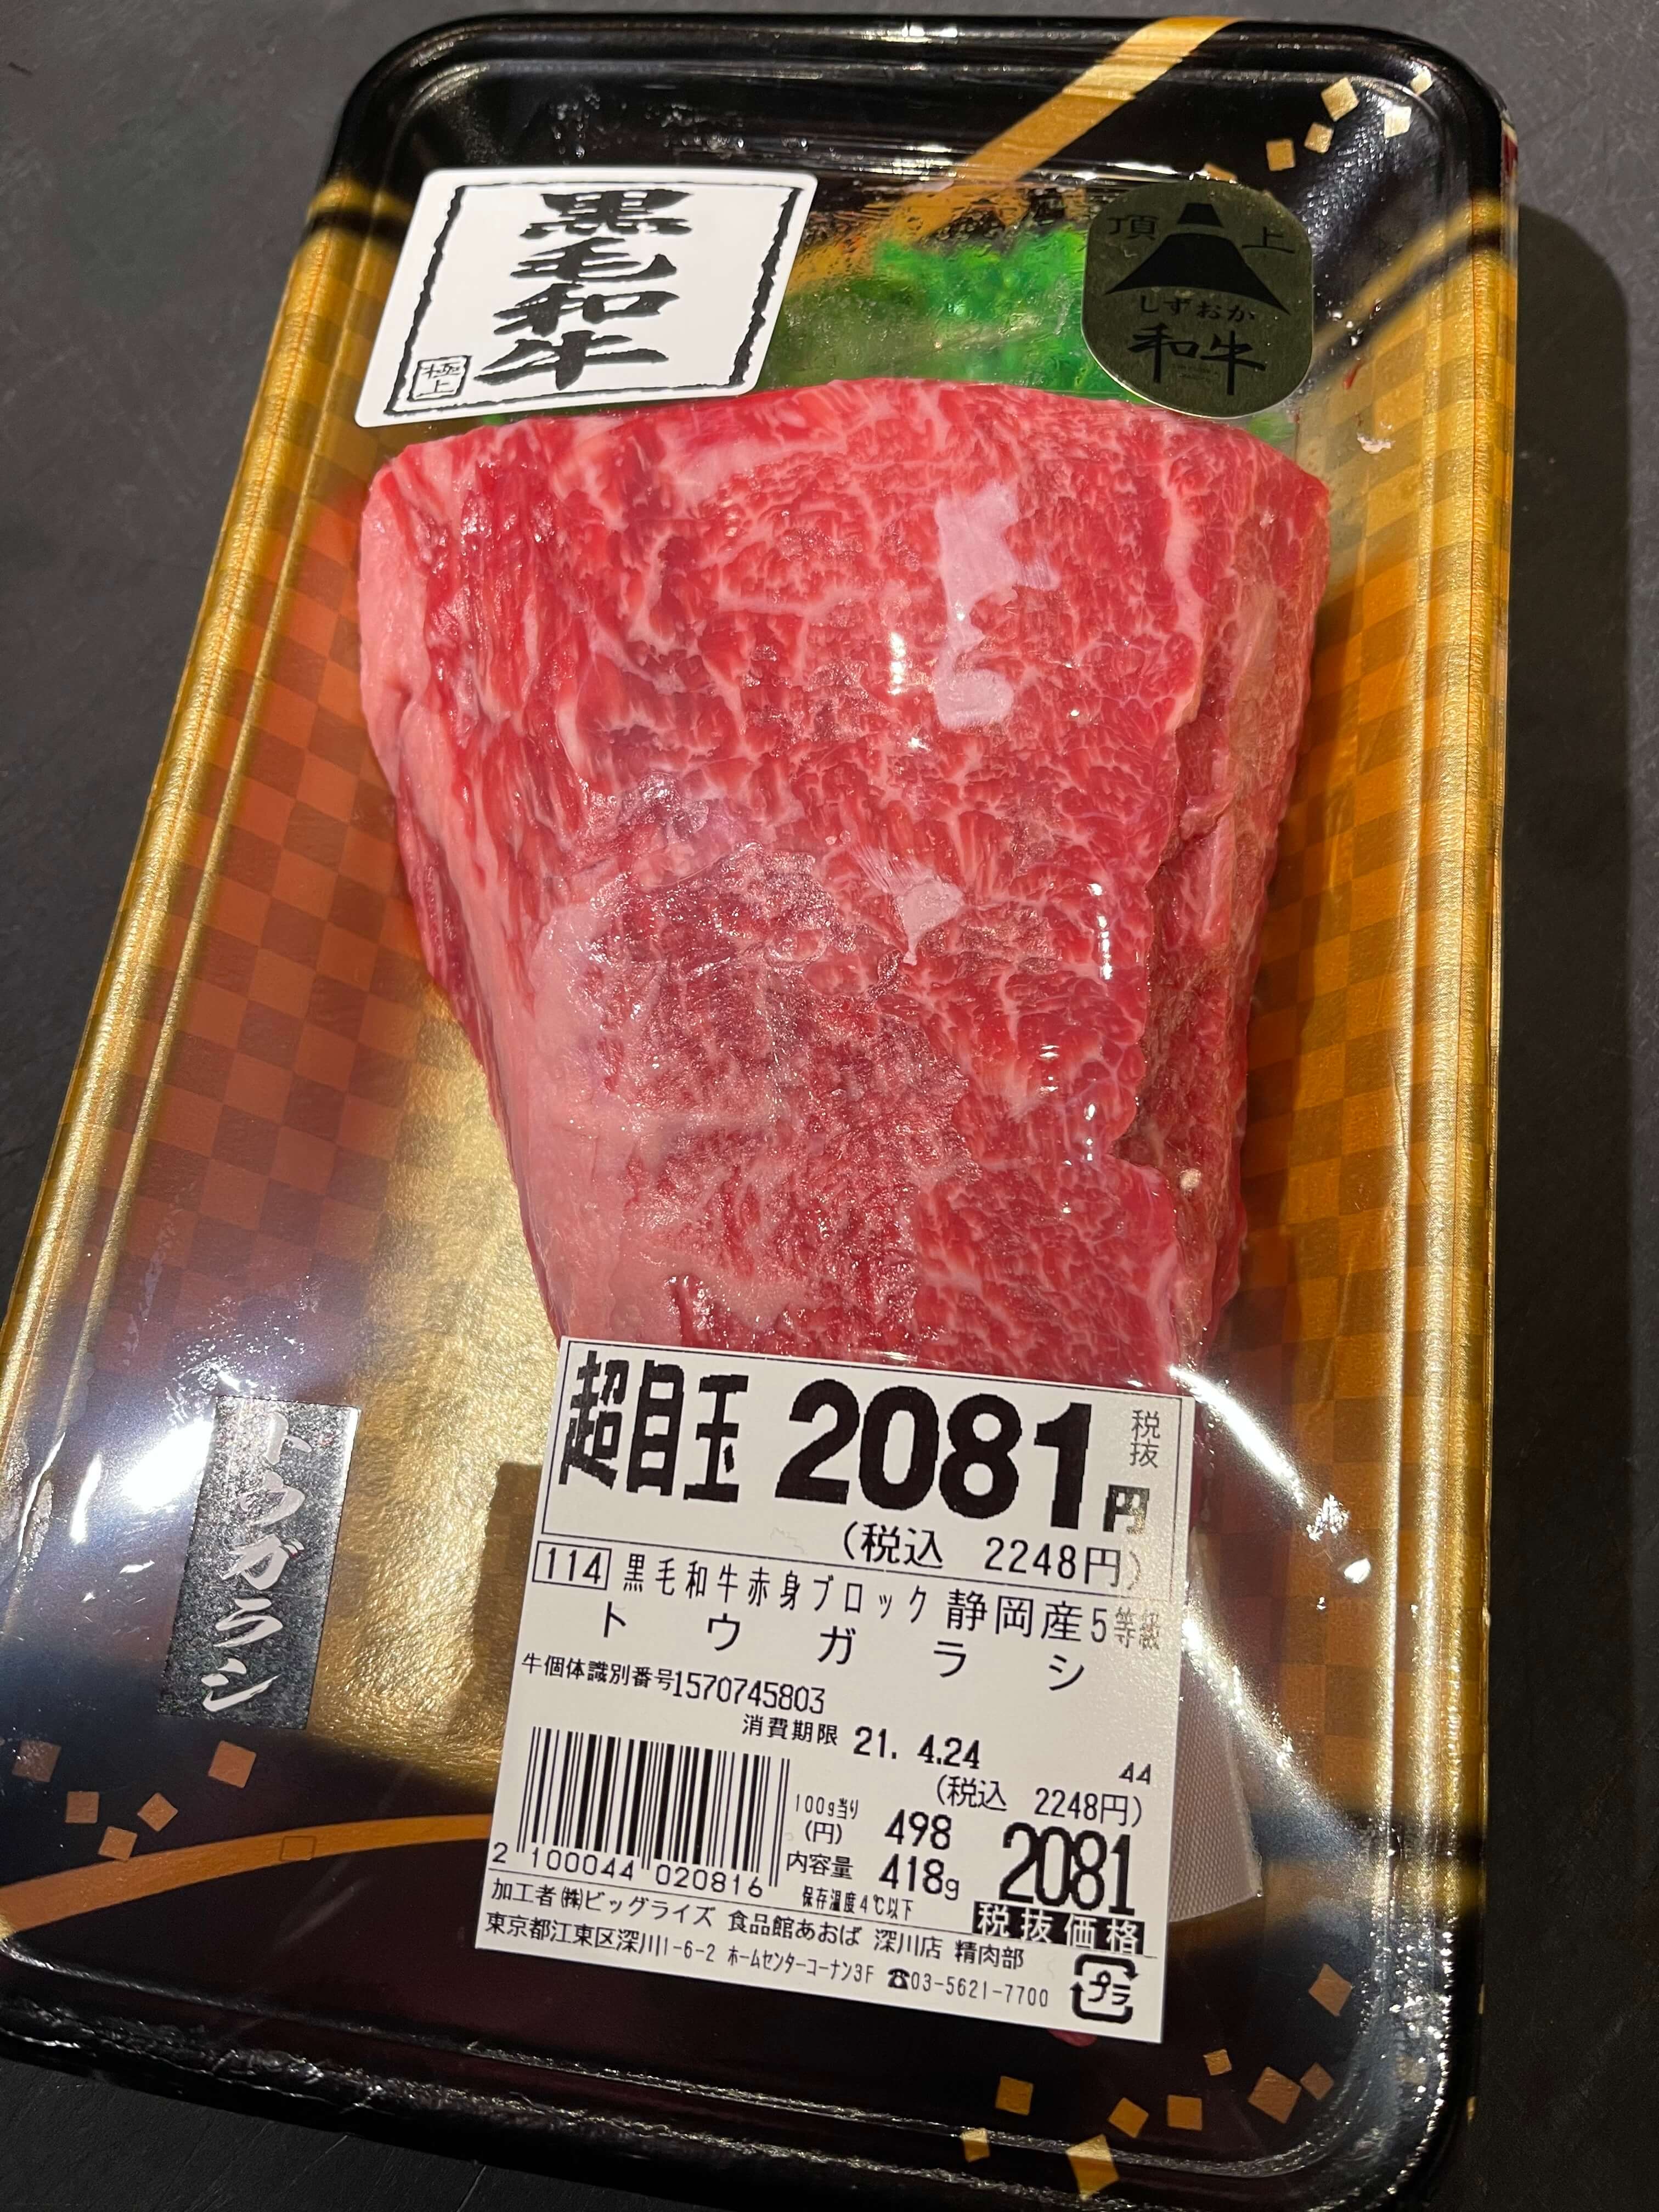 黒毛和牛
極上
頂上
しずおか
和牛
トウガラシ
超目玉 2081円 税抜
(税込 2248円)
114 黒毛和牛赤身ブロック 静岡産5等級
トウガラシ
牛個体識別番号1570745803
消費期限 21. 4.24
44
(税込 2248円)
100g当り(円) 498 2081
内容量 418g
保存温度4℃以下 税抜価格
2 100044 020816
加工者 ㈱ビッグライズ 食品館あおば 深川店 精肉部
東京都江東区深川1-6-2 ホームセンターコーナン3F ☎03-5621-7700
プラ